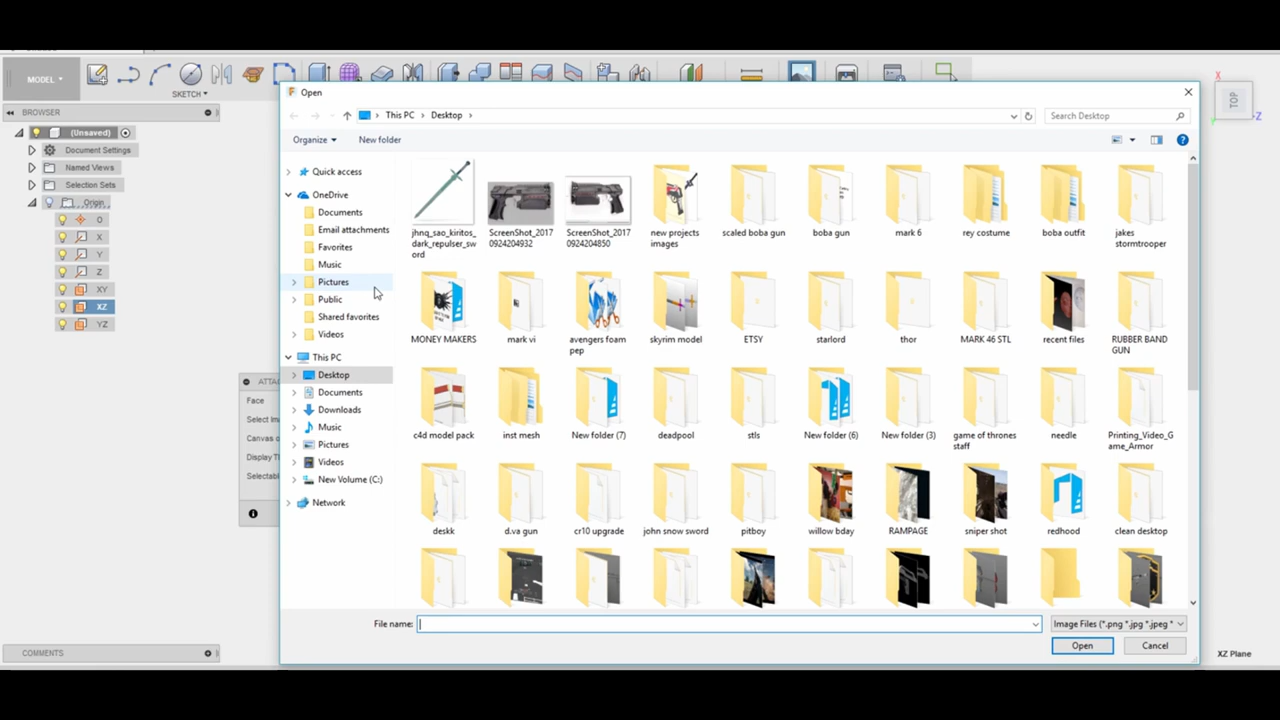 Open
MODEL
SKETCH
BROWSER
This PC
Desktop
Search Desktop
Organize
New folder
(Unsaved)
Document Settings
Named Views
Selection Sets
Origin
O
X
Y
Z
XY
XZ
YZ
Quick access
OneDrive
Documents
Email attachments
Favorites
Music
Pictures
Public
Shared favorites
Videos
This PC
Desktop
Documents
Downloads
Music
Pictures
Videos
New Volume (C:)
Network
jhnq_sao_kiritos_
dark_repulser_sw
ord
ScreenShot_2017
0924204932
ScreenShot_2017
0924204850
new projects
images
scaled boba gun
boba gun
mark 6
rey costume
boba outfit
jakes
stormtrooper
MONEY MAKERS
mark vi
avengers foam
pep
skyrim model
ETSY
starlord
thor
MARK 46 STL
recent files
RUBBER BAND
GUN
c4d model pack
inst mesh
New folder (7)
deadpool
stls
New folder (6)
New folder (3)
game of thrones
staff
needle
Printing_Video_G
ame_Armor
deskk
d.va gun
cr10 upgrade
john snow sword
pitboy
willow bday
RAMPAGE
sniper shot
redhood
clean desktop
Face
Canvas o
Selectabl
File name:
Image Files (*.png *.jpg *.jpeg *
Open
Cancel
COMMENTS
X
TOP
Z
XZ Plane